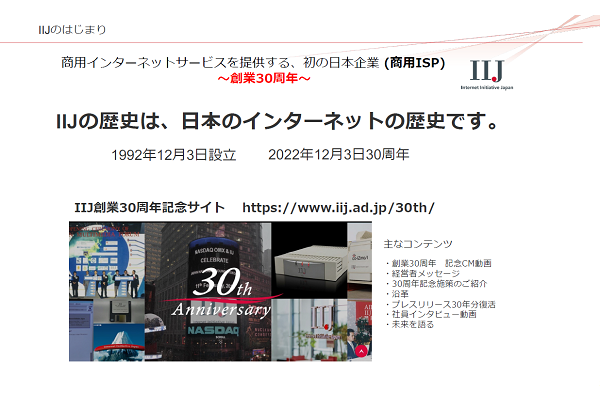 IIJのはじまり
商用インターネットサービスを提供する、初の日本企業 (商用ISP)
～創業30周年～
IIJ
Internet Initiative Japan
IIJの歴史は、日本のインターネットの歴史です。
1992年12月3日設立　2022年12月3日30周年
IIJ創業30周年記念サイト　https://www.iij.ad.jp/30th/
NASDAQ OMX & IIJ
CELEBRATE
30th
Anniversary
NASDAQ
IIJ
主なコンテンツ
・創業30周年　記念CM動画
・経営者メッセージ
・30周年記念施策のご紹介
・沿革
・プレスリリース30年分復活
・社員インタビュー動画
・未来を語る